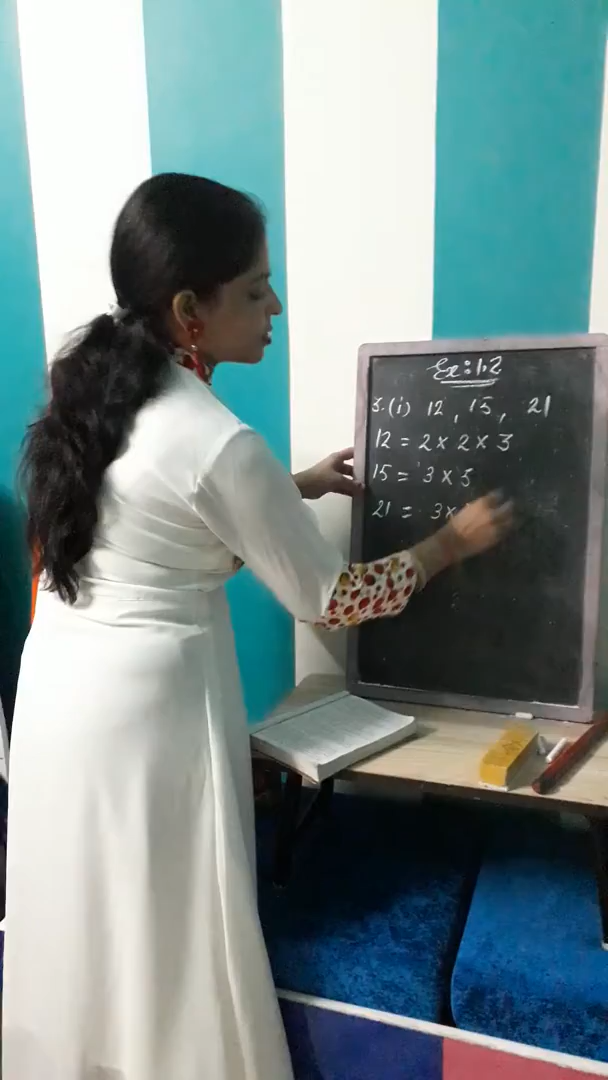 Ex:1.2
3.(i) 12, 15, 21
12 = 2 × 2 × 3
15 = 3 × 5
21 = 3 ×